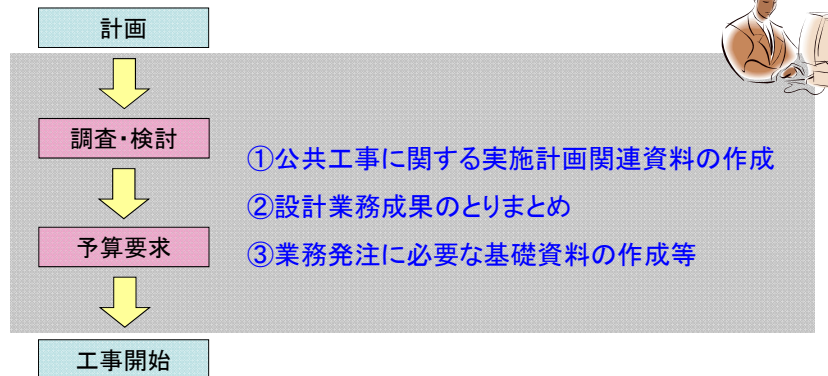 計画
調査・検討
①公共工事に関する実施計画関連資料の作成
②設計業務成果のとりまとめ
予算要求
③業務発注に必要な基礎資料の作成等
工事開始